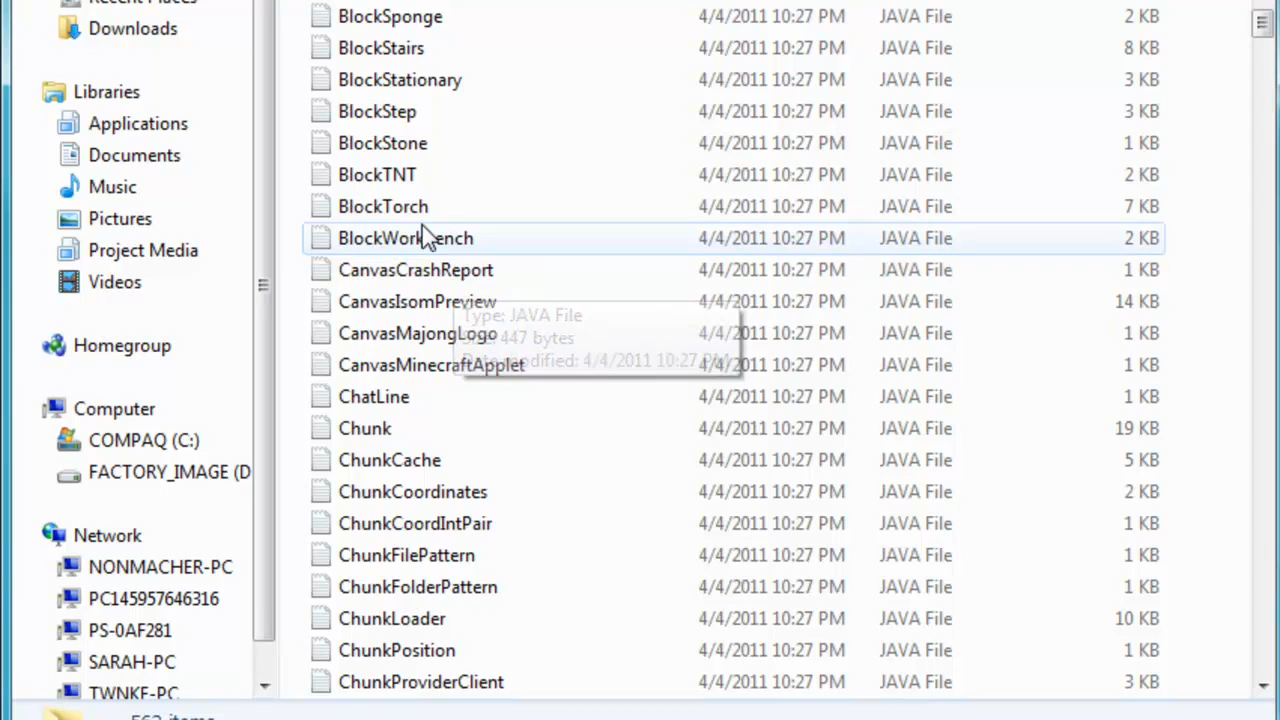 Recent Places
Downloads
Libraries
Applications
Documents
Music
Pictures
Project Media
Videos
Homegroup
Computer
COMPAQ (C:)
FACTORY_IMAGE (D
Network
NONMACHER-PC
PC145957646316
PS-0AF281
SARAH-PC
TWNKE-PC
BlockSponge 4/4/2011 10:27 PM JAVA File 2 KB
BlockStairs 4/4/2011 10:27 PM JAVA File 8 KB
BlockStationary 4/4/2011 10:27 PM JAVA File 3 KB
BlockStep 4/4/2011 10:27 PM JAVA File 3 KB
BlockStone 4/4/2011 10:27 PM JAVA File 1 KB
BlockTNT 4/4/2011 10:27 PM JAVA File 2 KB
BlockTorch 4/4/2011 10:27 PM JAVA File 7 KB
BlockWorkbench 4/4/2011 10:27 PM JAVA File 2 KB
CanvasCrashReport 4/4/2011 10:27 PM JAVA File 1 KB
CanvasIsomPreview 4/4/2011 10:27 PM JAVA File 14 KB
Type: JAVA File
CanvasMajongLogo 4/4/2011 10:27 PM JAVA File 1 KB
Size: 447 bytes
CanvasMinecraftApplet 4/4/2011 10:27 PM JAVA File 1 KB
Date modified: 4/4/2011 10:27 PM
ChatLine 4/4/2011 10:27 PM JAVA File 1 KB
Chunk 4/4/2011 10:27 PM JAVA File 19 KB
ChunkCache 4/4/2011 10:27 PM JAVA File 5 KB
ChunkCoordinates 4/4/2011 10:27 PM JAVA File 2 KB
ChunkCoordIntPair 4/4/2011 10:27 PM JAVA File 1 KB
ChunkFilePattern 4/4/2011 10:27 PM JAVA File 1 KB
ChunkFolderPattern 4/4/2011 10:27 PM JAVA File 1 KB
ChunkLoader 4/4/2011 10:27 PM JAVA File 10 KB
ChunkPosition 4/4/2011 10:27 PM JAVA File 1 KB
ChunkProviderClient 4/4/2011 10:27 PM JAVA File 3 KB
items